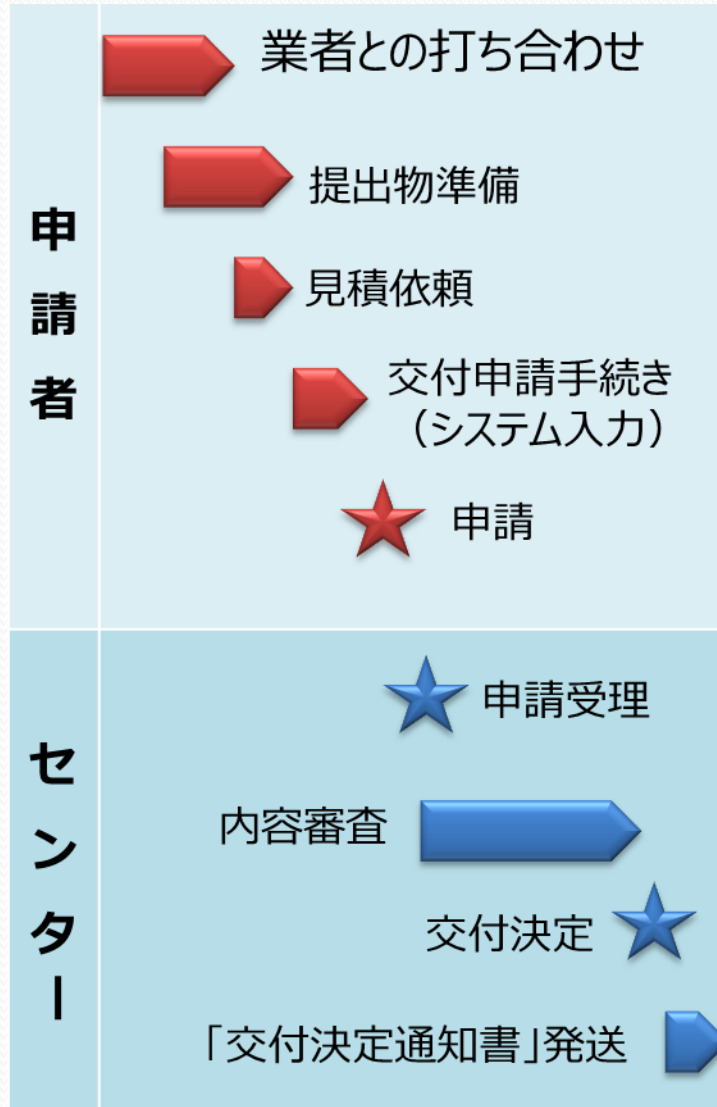 申請者
業者との打ち合わせ
提出物準備
見積依頼
交付申請手続き
（システム入力）
申請
センター
申請受理
内容審査
交付決定
「交付決定通知書」発送